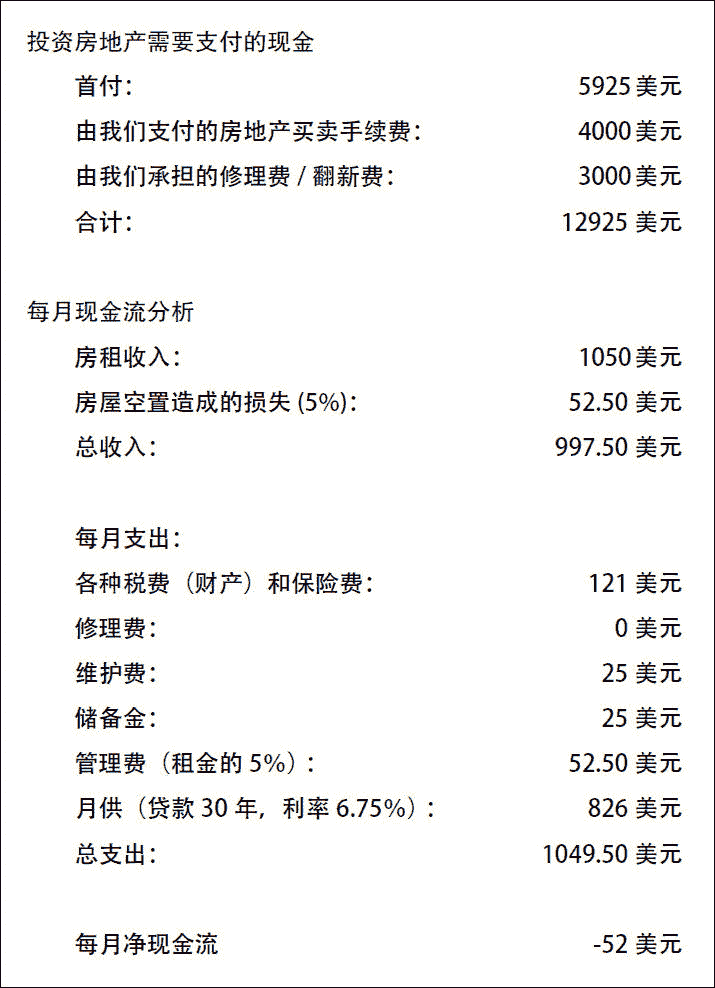 投资房地产需要支付的现金
首付： 5925 美元
由我们支付的房地产买卖手续费： 4000 美元
由我们承担的修理费 / 翻新费： 3000 美元
合计： 12925 美元
每月现金流分析
房租收入： 1050 美元
房屋空置造成的损失 (5%)： 52.50 美元
总收入： 997.50 美元
每月支出：
各种税费（财产）和保险费： 121 美元
修理费： 0 美元
维护费： 25 美元
储备金： 25 美元
管理费（租金的 5%）： 52.50 美元
月供（贷款 30 年，利率 6.75%）： 826 美元
总支出： 1049.50 美元
每月净现金流 -52 美元